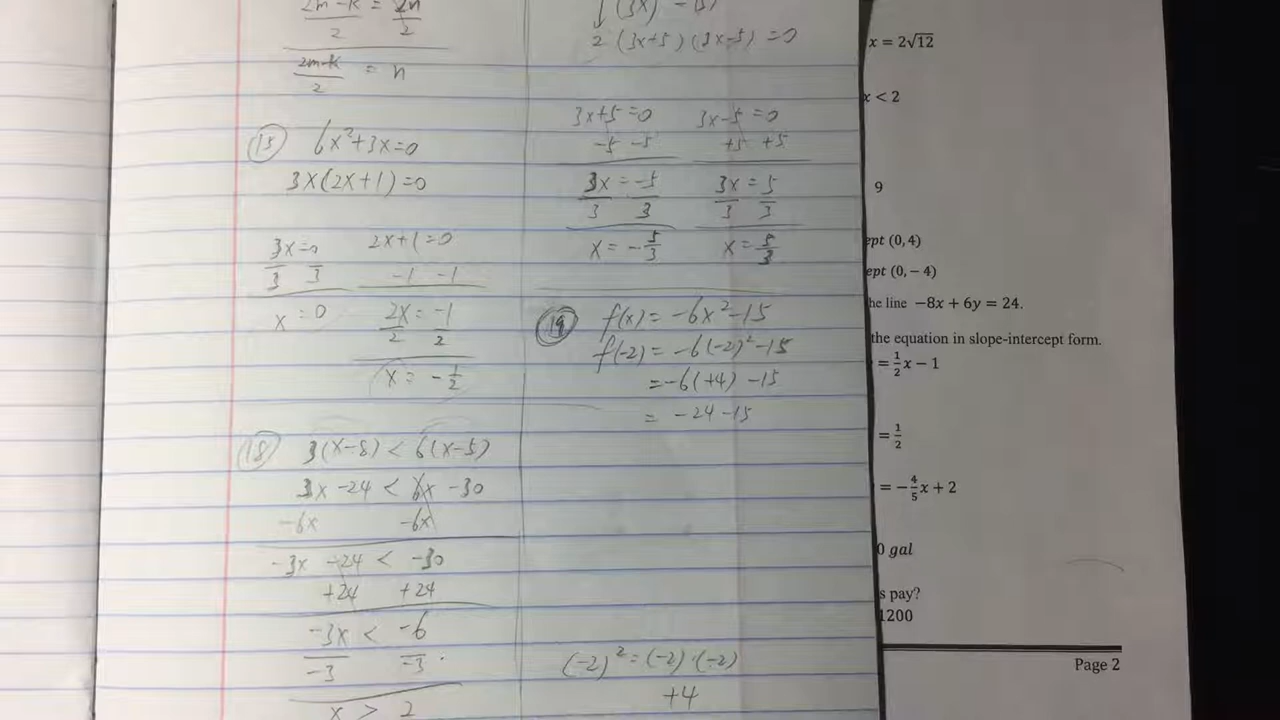 2m-k = 2n
2 2
2m-k = n
2
15 6x²+3x=0
3x(2x+1)=0
3x=0 2x+1=0
3 3 -1 -1
x=0 2x = -1
2 2
x = -1/2
18 3(x-8) < 6(x-5)
3x -24 < 6x -30
-6x -6x
-3x -24 < -30
+24 +24
-3x < -6
-3 -3
x > 2
2(3x+5)(3x-5)=0
3x+5=0 3x-5=0
-5 -5 +5 +5
3x=-5 3x=5
3 3 3 3
x=-5/3 x=5/3
19 f(x) = -6x²-15
f(-2) = -6(-2)²-15
=-6(+4) -15
= -24-15
(-2)² = (-2)·(-2)
+4
x = 2√12
x < 2
9
ept (0,4)
ept (0,-4)
he line -8x + 6y = 24.
the equation in slope-intercept form.
= 1/2x - 1
= 1/2
= -4/5x + 2
0 gal
s pay?
1200
Page 2